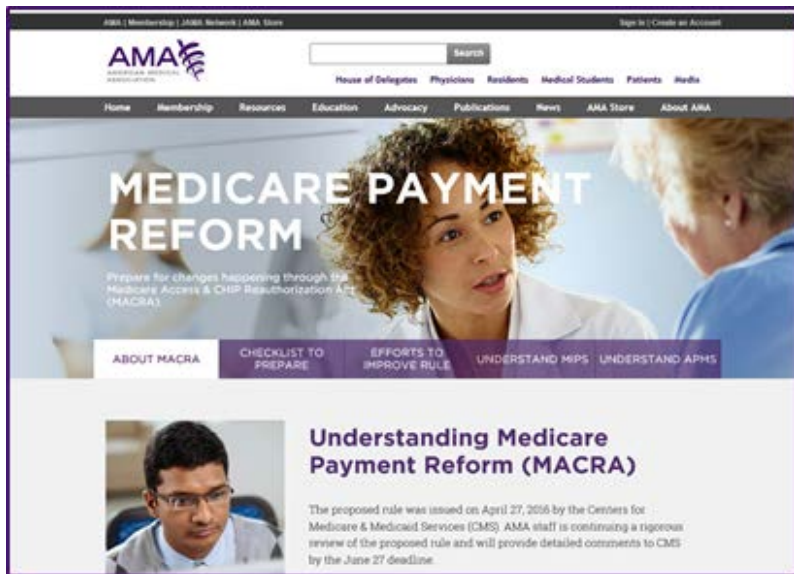 AMA | Membership | JAMA Network | AMA Store
Sign In | Create an Account
AMA
AMERICAN MEDICAL
ASSOCIATION
Search
House of Delegates Physicians Residents Medical Students Patients Media
Home Membership Resources Education Advocacy Publications News AMA Store About AMA
MEDICARE PAYMENT
REFORM
Prepare for changes happening through the
Medicare Access & CHIP Reauthorization Act
(MACRA)
ABOUT MACRA
CHECKLIST TO
PREPARE
EFFORTS TO
IMPROVE RULE
UNDERSTAND MIPS
UNDERSTAND APMS
Understanding Medicare
Payment Reform (MACRA)
The proposed rule was issued on April 27, 2016 by the Centers for
Medicare & Medicaid Services (CMS). AMA staff is continuing a rigorous
review of the proposed rule and will provide detailed comments to CMS
by the June 27 deadline.